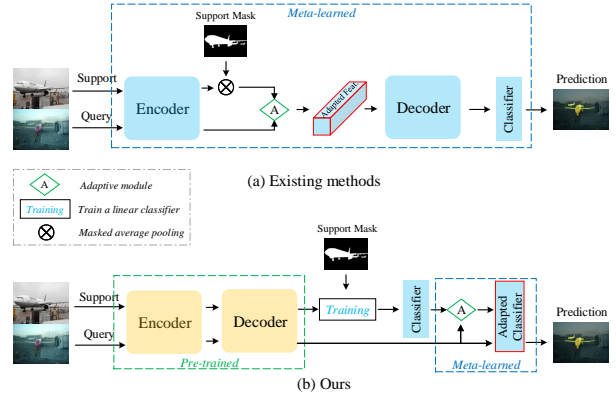 Support Mask
Meta-learned
Support
Query
Encoder
A
Adapted Feat
Decoder
Classifier
Prediction
(a) Existing methods
A
Adaptive module
Training
Train a linear classifier
Masked average pooling
Support Mask
Support
Query
Encoder
Decoder
Pre-trained
Training
Classifier
A
Adapted
Classifier
Meta-learned
Prediction
(b) Ours